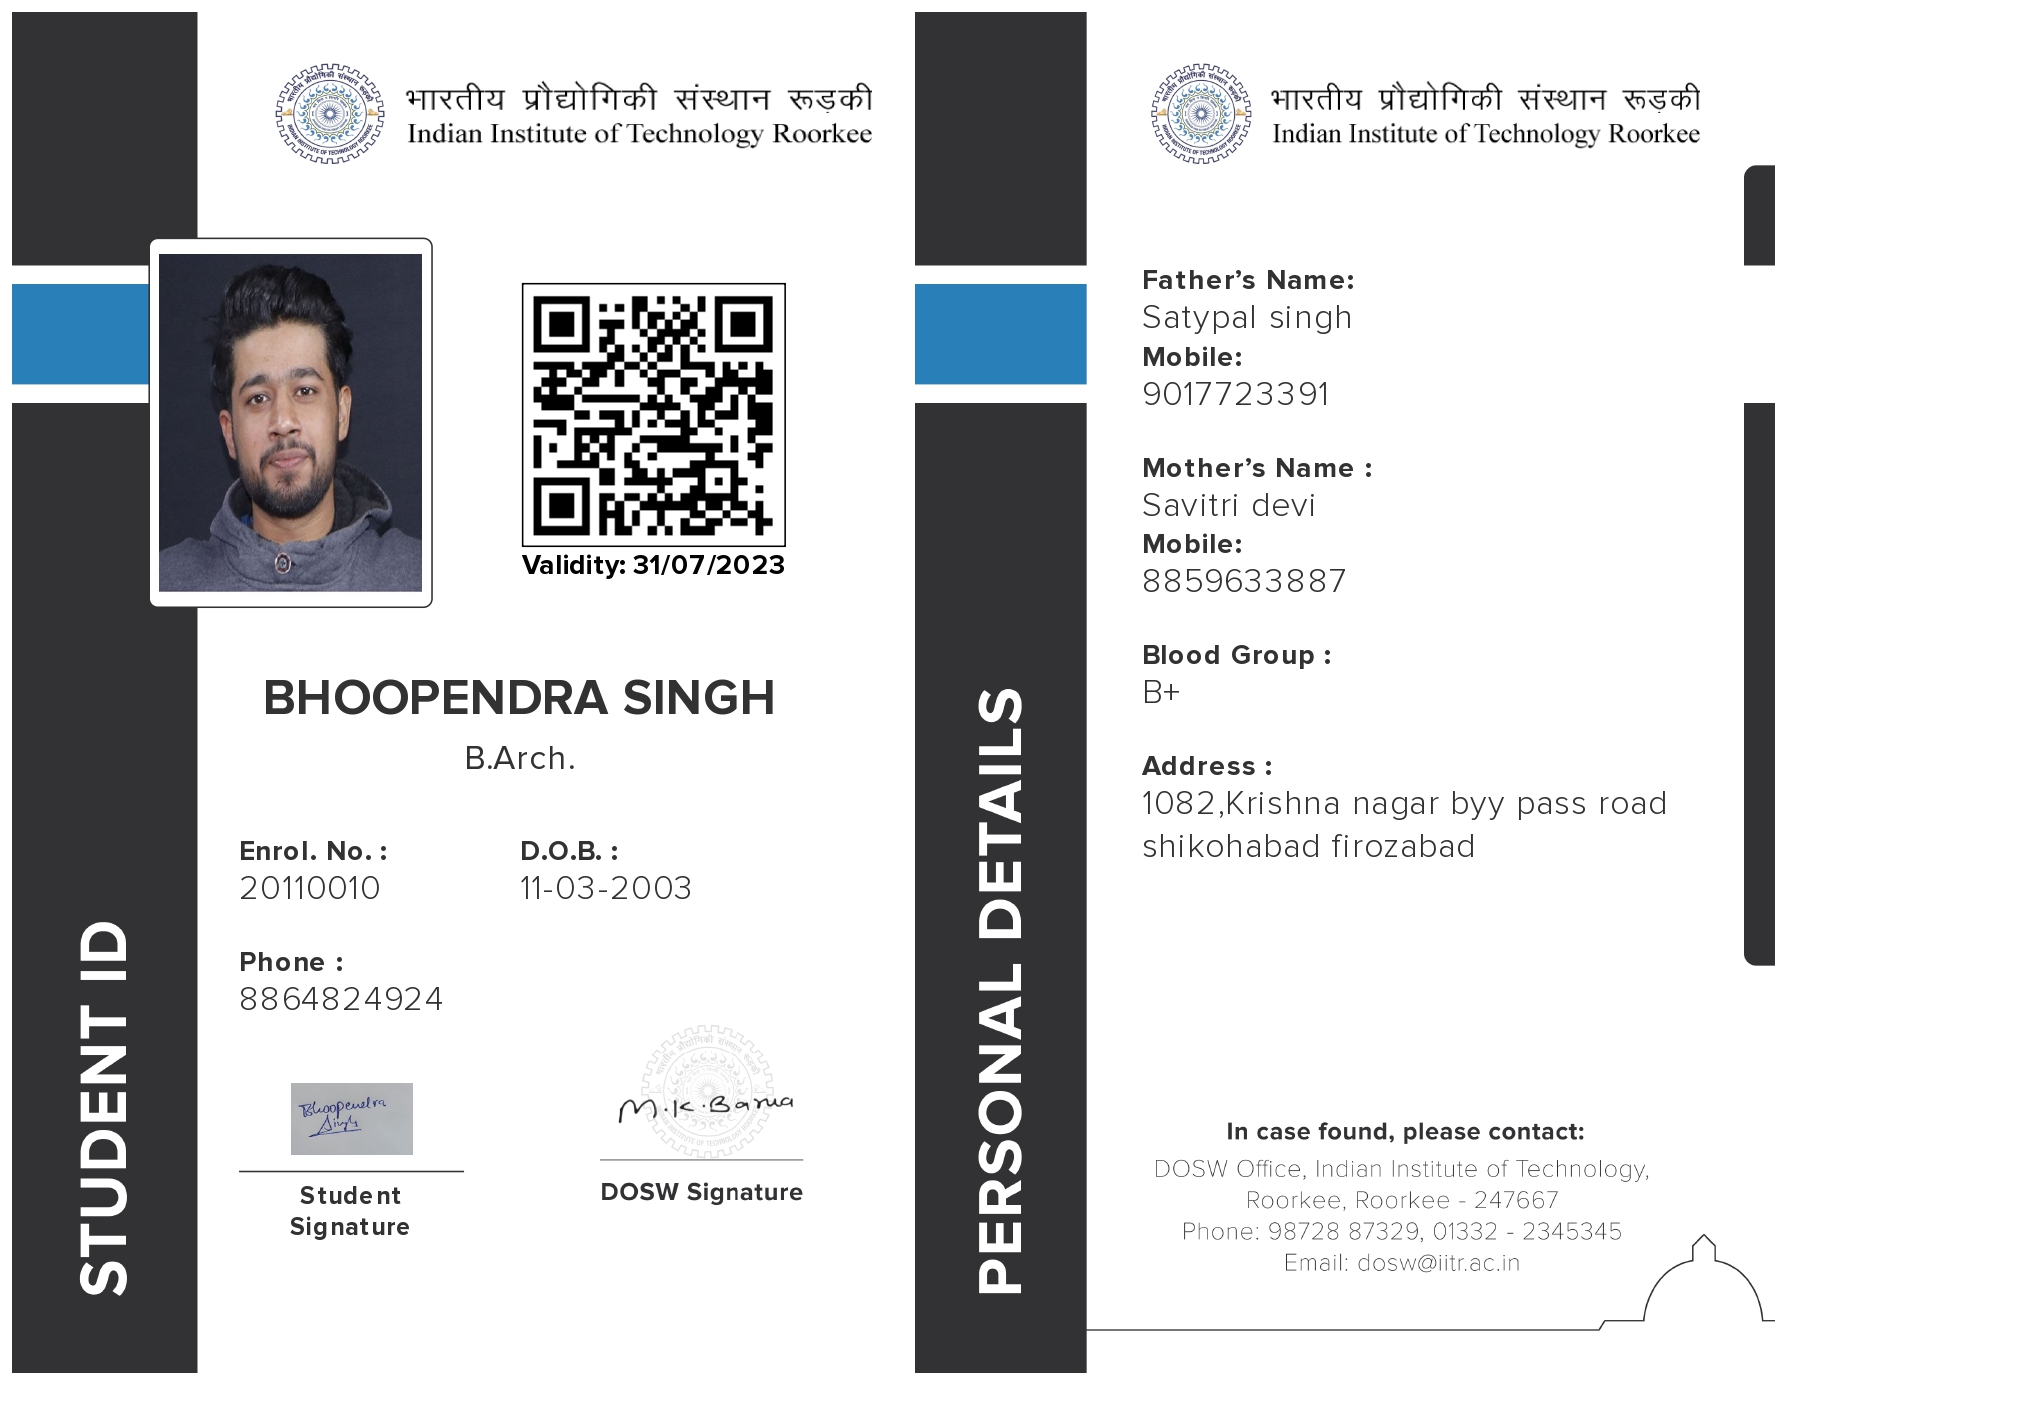 भारतीय प्रौद्योगिकी संस्थान रूड़की
Indian Institute of Technology Roorkee
Validity: 31/07/2023
BHOOPENDRA SINGH
B.Arch.
Enrol. No. :
20110010
D.O.B. :
11-03-2003
Phone :
8864824924
Bhoopendra
Singh
Student
Signature
M.K.Barua
DOSW Signature
STUDENT ID
भारतीय प्रौद्योगिकी संस्थान रूड़की
Indian Institute of Technology Roorkee
Father’s Name:
Satypal singh
Mobile:
9017723391
Mother’s Name :
Savitri devi
Mobile:
8859633887
Blood Group :
B+
Address :
1082,Krishna nagar byy pass road
shikohabad firozabad
In case found, please contact:
DOSW Office, Indian Institute of Technology,
Roorkee, Roorkee - 247667
Phone: 98728 87329, 01332 - 2345345
Email: dosw@iitr.ac.in
PERSONAL DETAILS